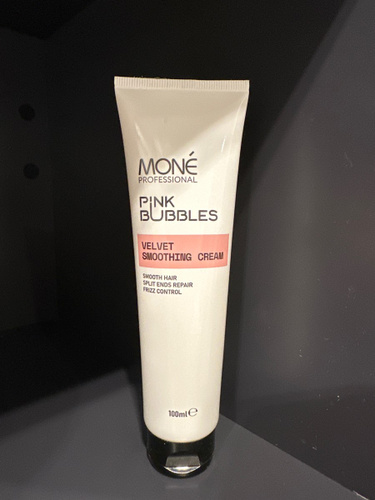 MONÉ
PROFESSIONAL
PINK
BUBBLES
VELVET
SMOOTHING CREAM
SMOOTH HAIR
SPLIT ENDS REPAIR
FRIZZ CONTROL
100ml ℮